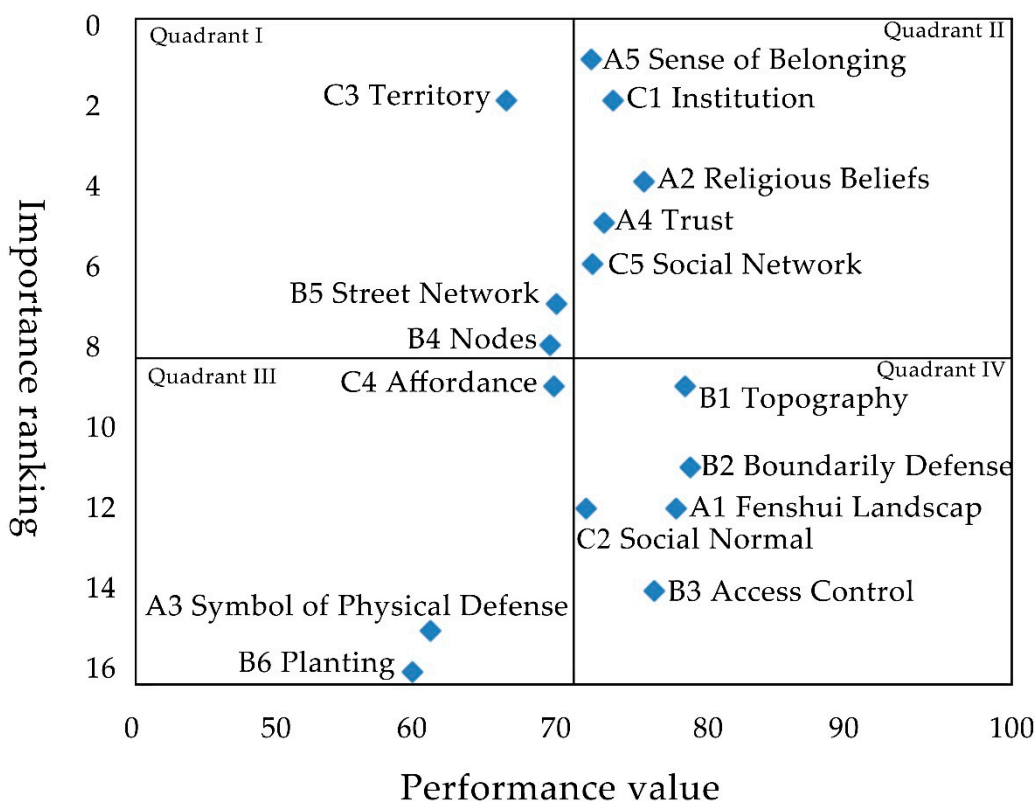 0
Quadrant I
Quadrant II
A5 Sense of Belonging
C3 Territory
C1 Institution
2
4
A2 Religious Beliefs
A4 Trust
6
C5 Social Network
B5 Street Network
B4 Nodes
8
Quadrant III
Quadrant IV
C4 Affordance
B1 Topography
10
B2 Boundarily Defense
12
A1 Fenshui Landscap
C2 Social Normal
14
B3 Access Control
A3 Symbol of Physical Defense
B6 Planting
16
Importance ranking
0 50 60 70 80 90 100
Performance value